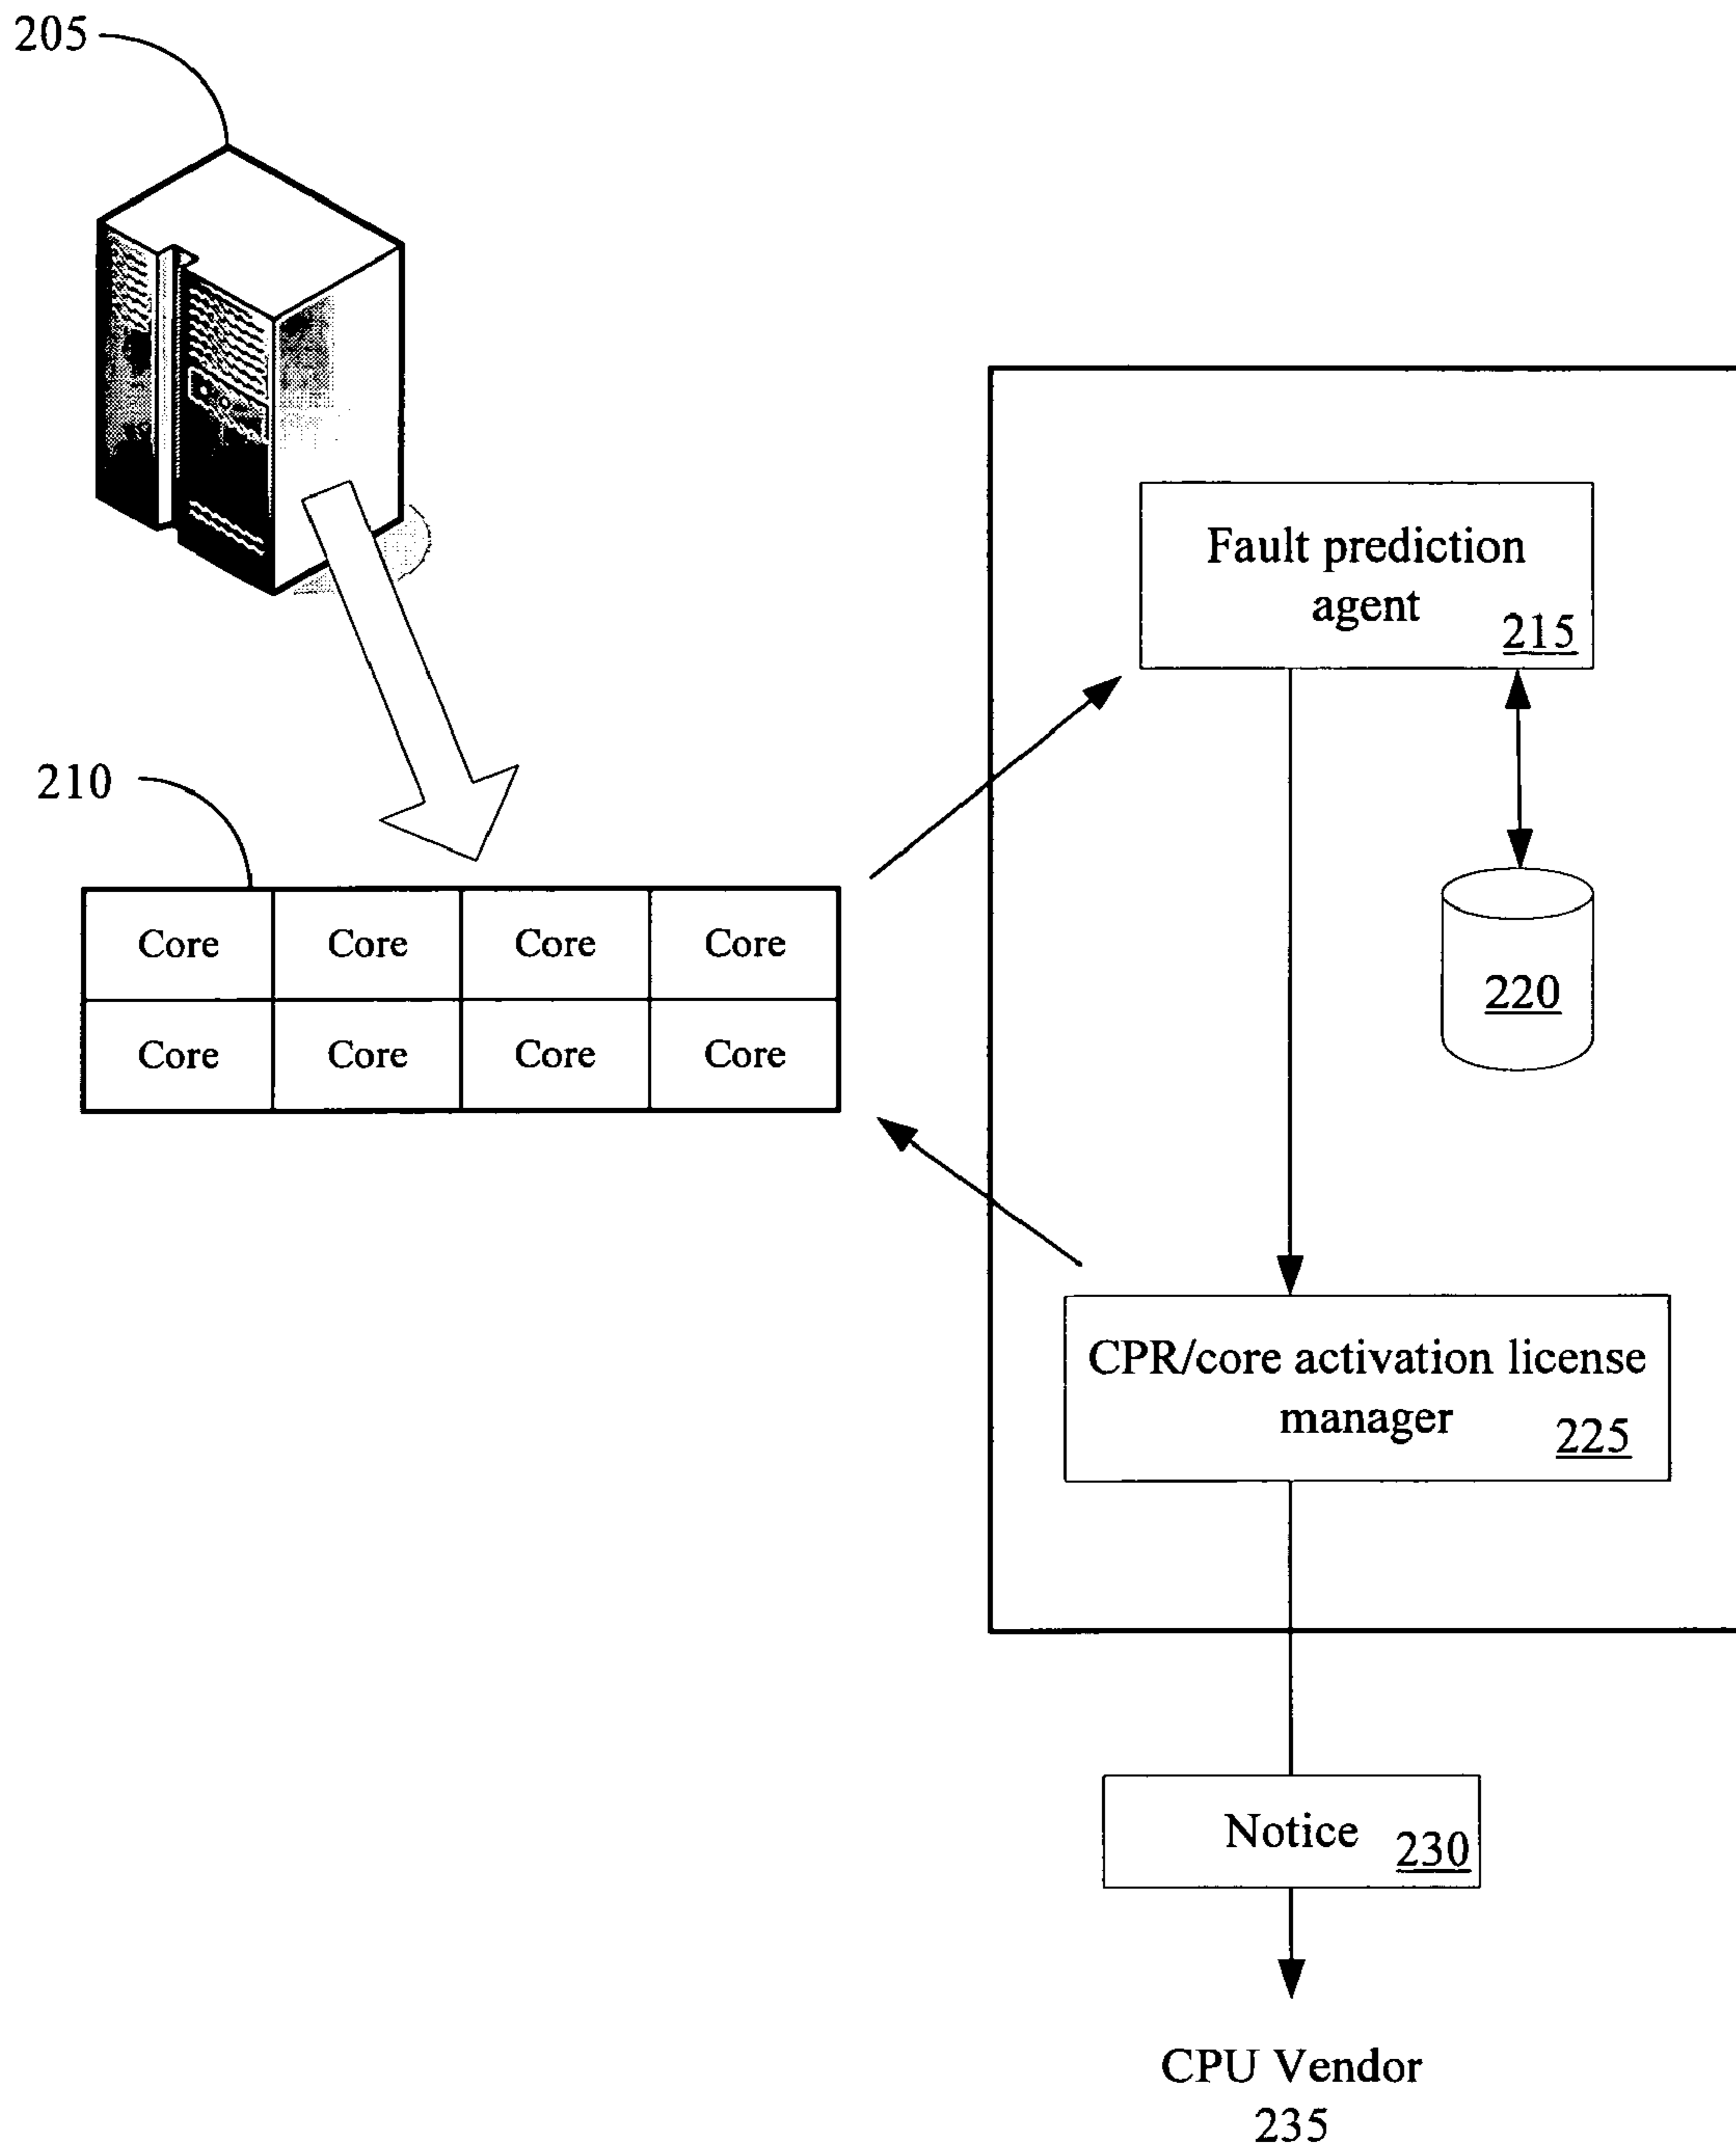 205
Fault prediction
agent
215
210
Core Core Core Core
Core Core Core Core
220
CPR/core activation license
manager
225
Notice
230
CPU Vendor
235